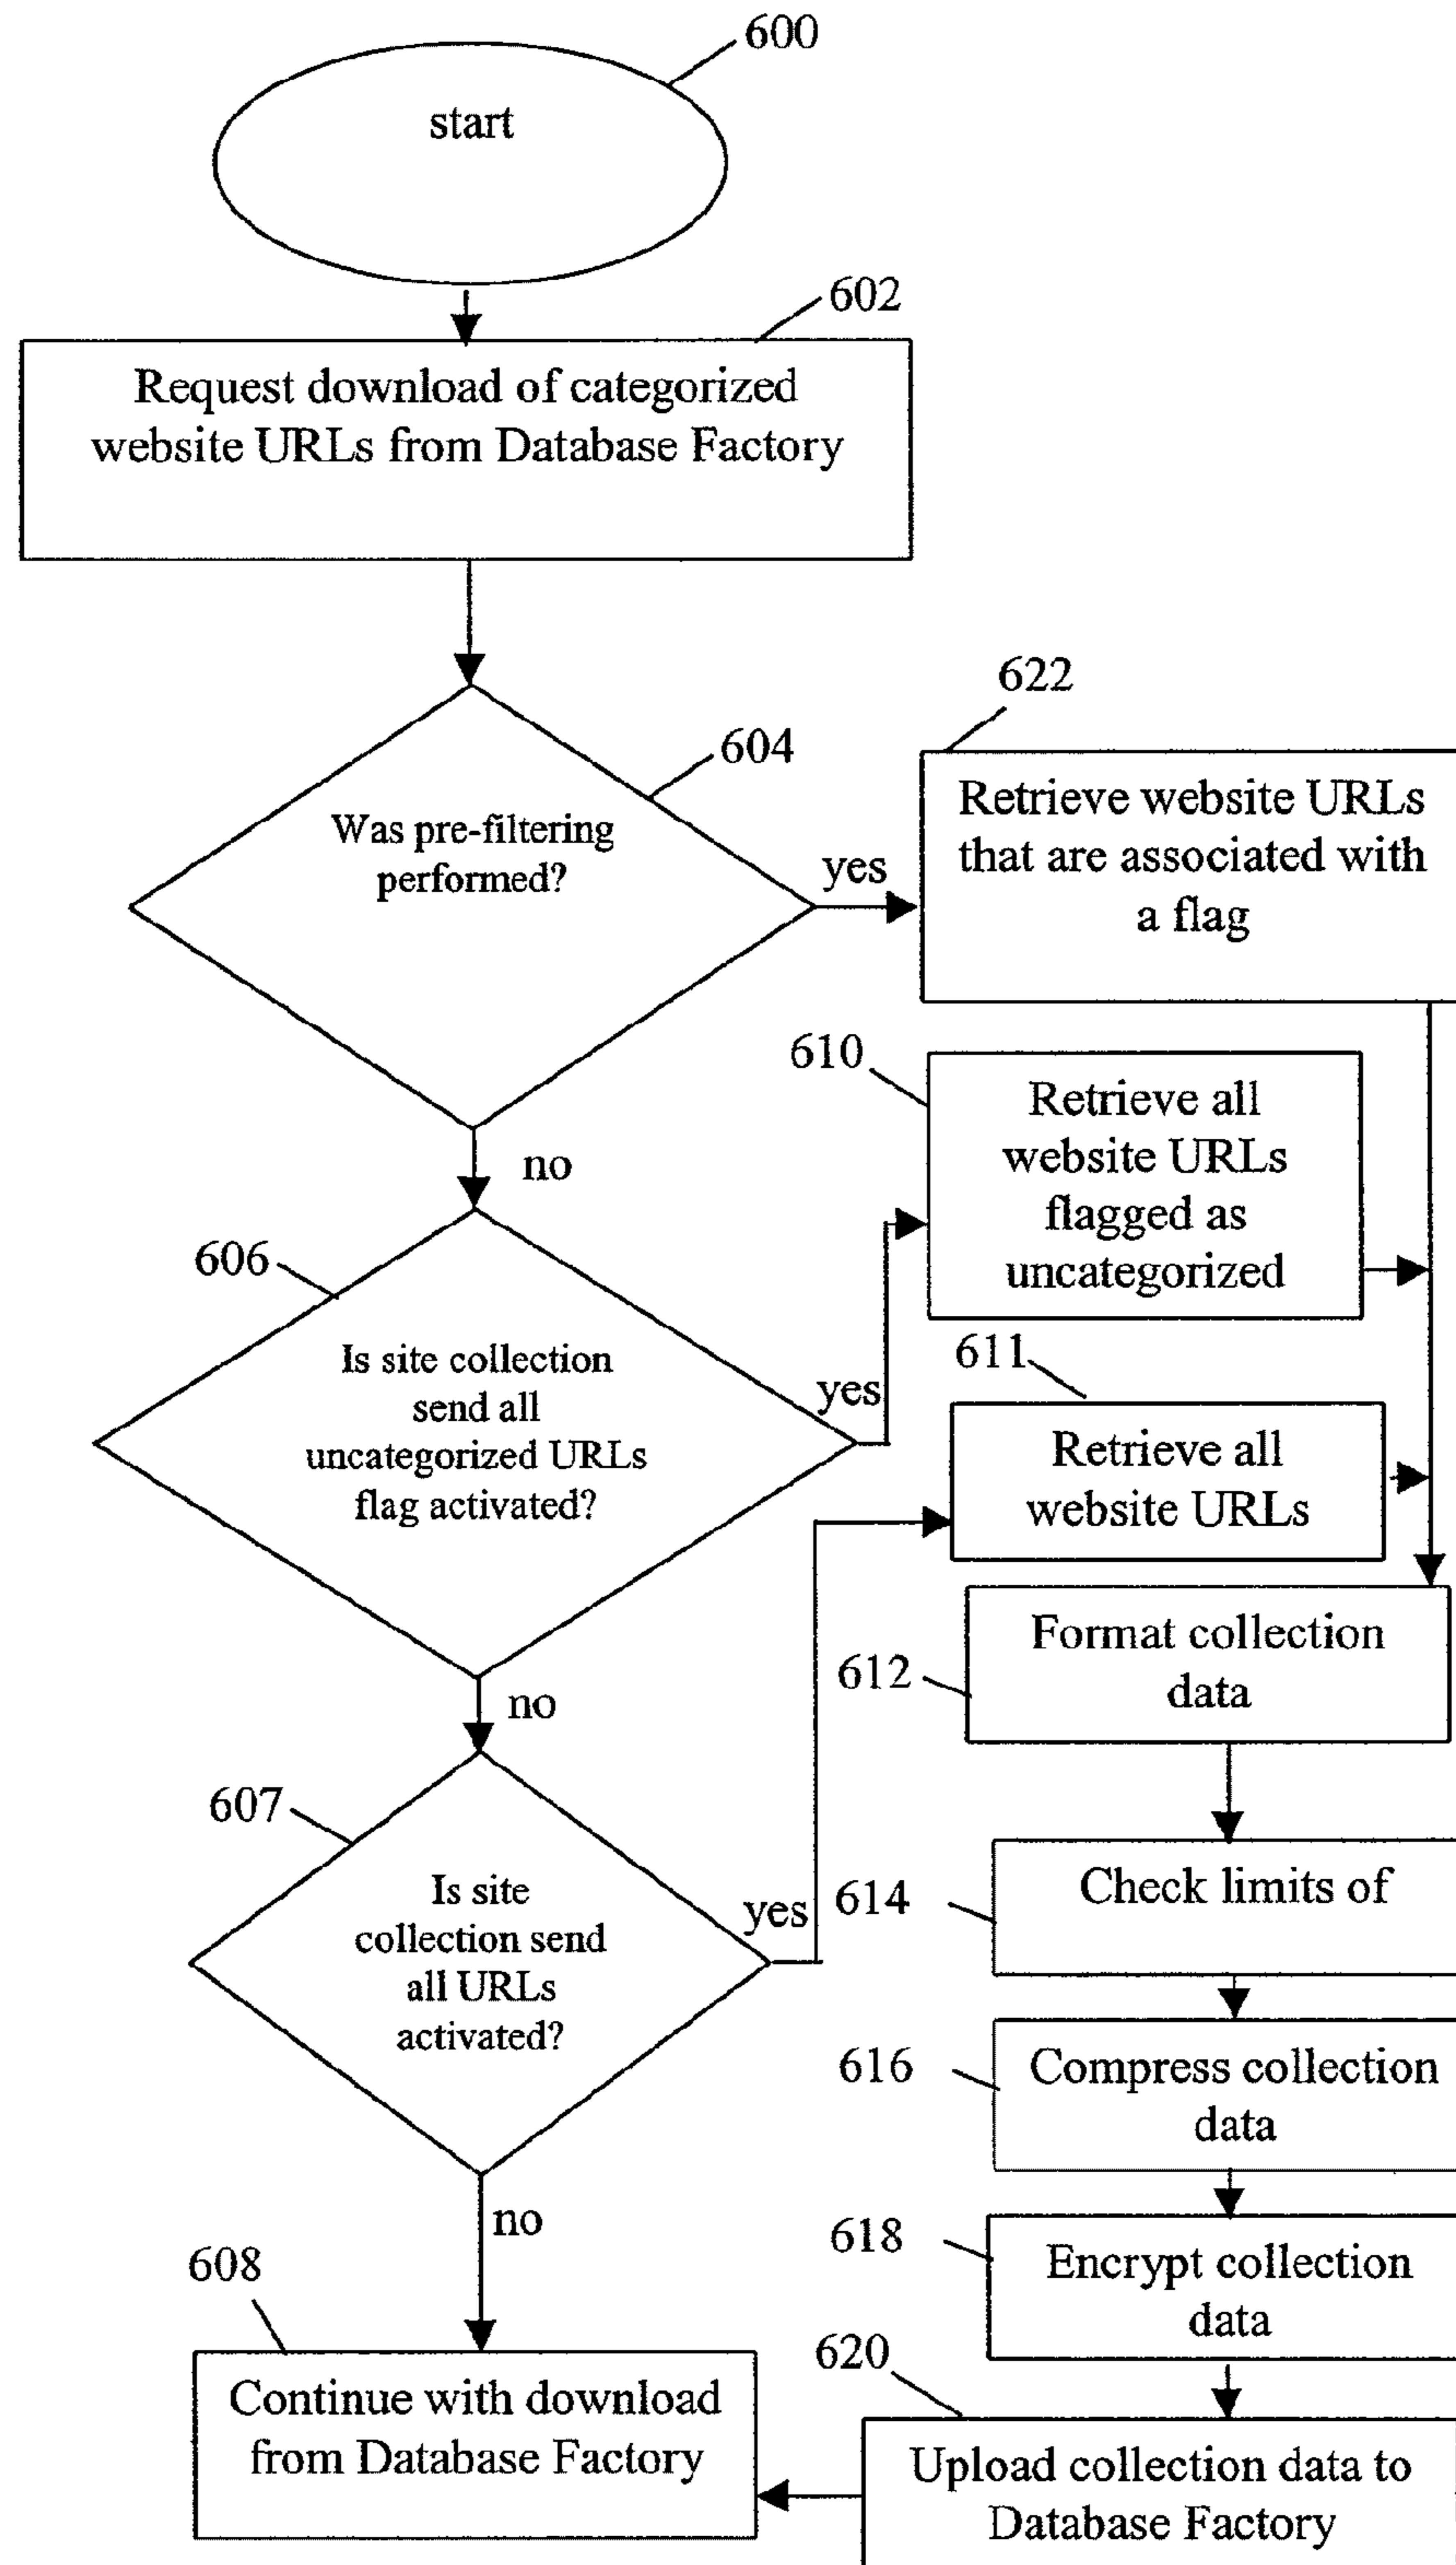 600
start
602
Request download of categorized
website URLs from Database Factory
622
604
Retrieve website URLs
that are associated with
a flag
Was pre-filtering
performed?
yes
610
Retrieve all
website URLs
flagged as
uncategorized
no
606
Is site collection
send all
uncategorized URLs
flag activated?
yes
611
Retrieve all
website URLs
Format collection
data
612
no
607
Is site
collection send
all URLs
activated?
yes
614
Check limits of
616
Compress collection
data
no
618
Encrypt collection
data
608
620
Continue with download
from Database Factory
Upload collection data to
Database Factory